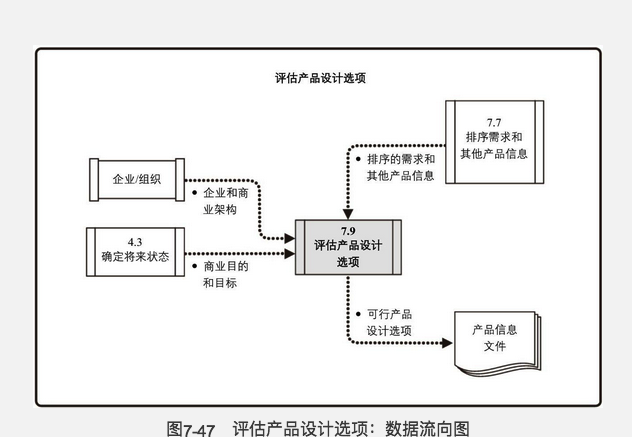 评估产品设计选项
7.7
排序需求和
其他产品信息
• 排序的需求和
其他产品信息
企业/组织
• 企业和商
业架构
4.3
确定将来状态
• 商业目的
和目标
7.9
评估产品设计
选项
• 可行产品
设计选项
产品信息
文件
图7-47 评估产品设计选项：数据流向图